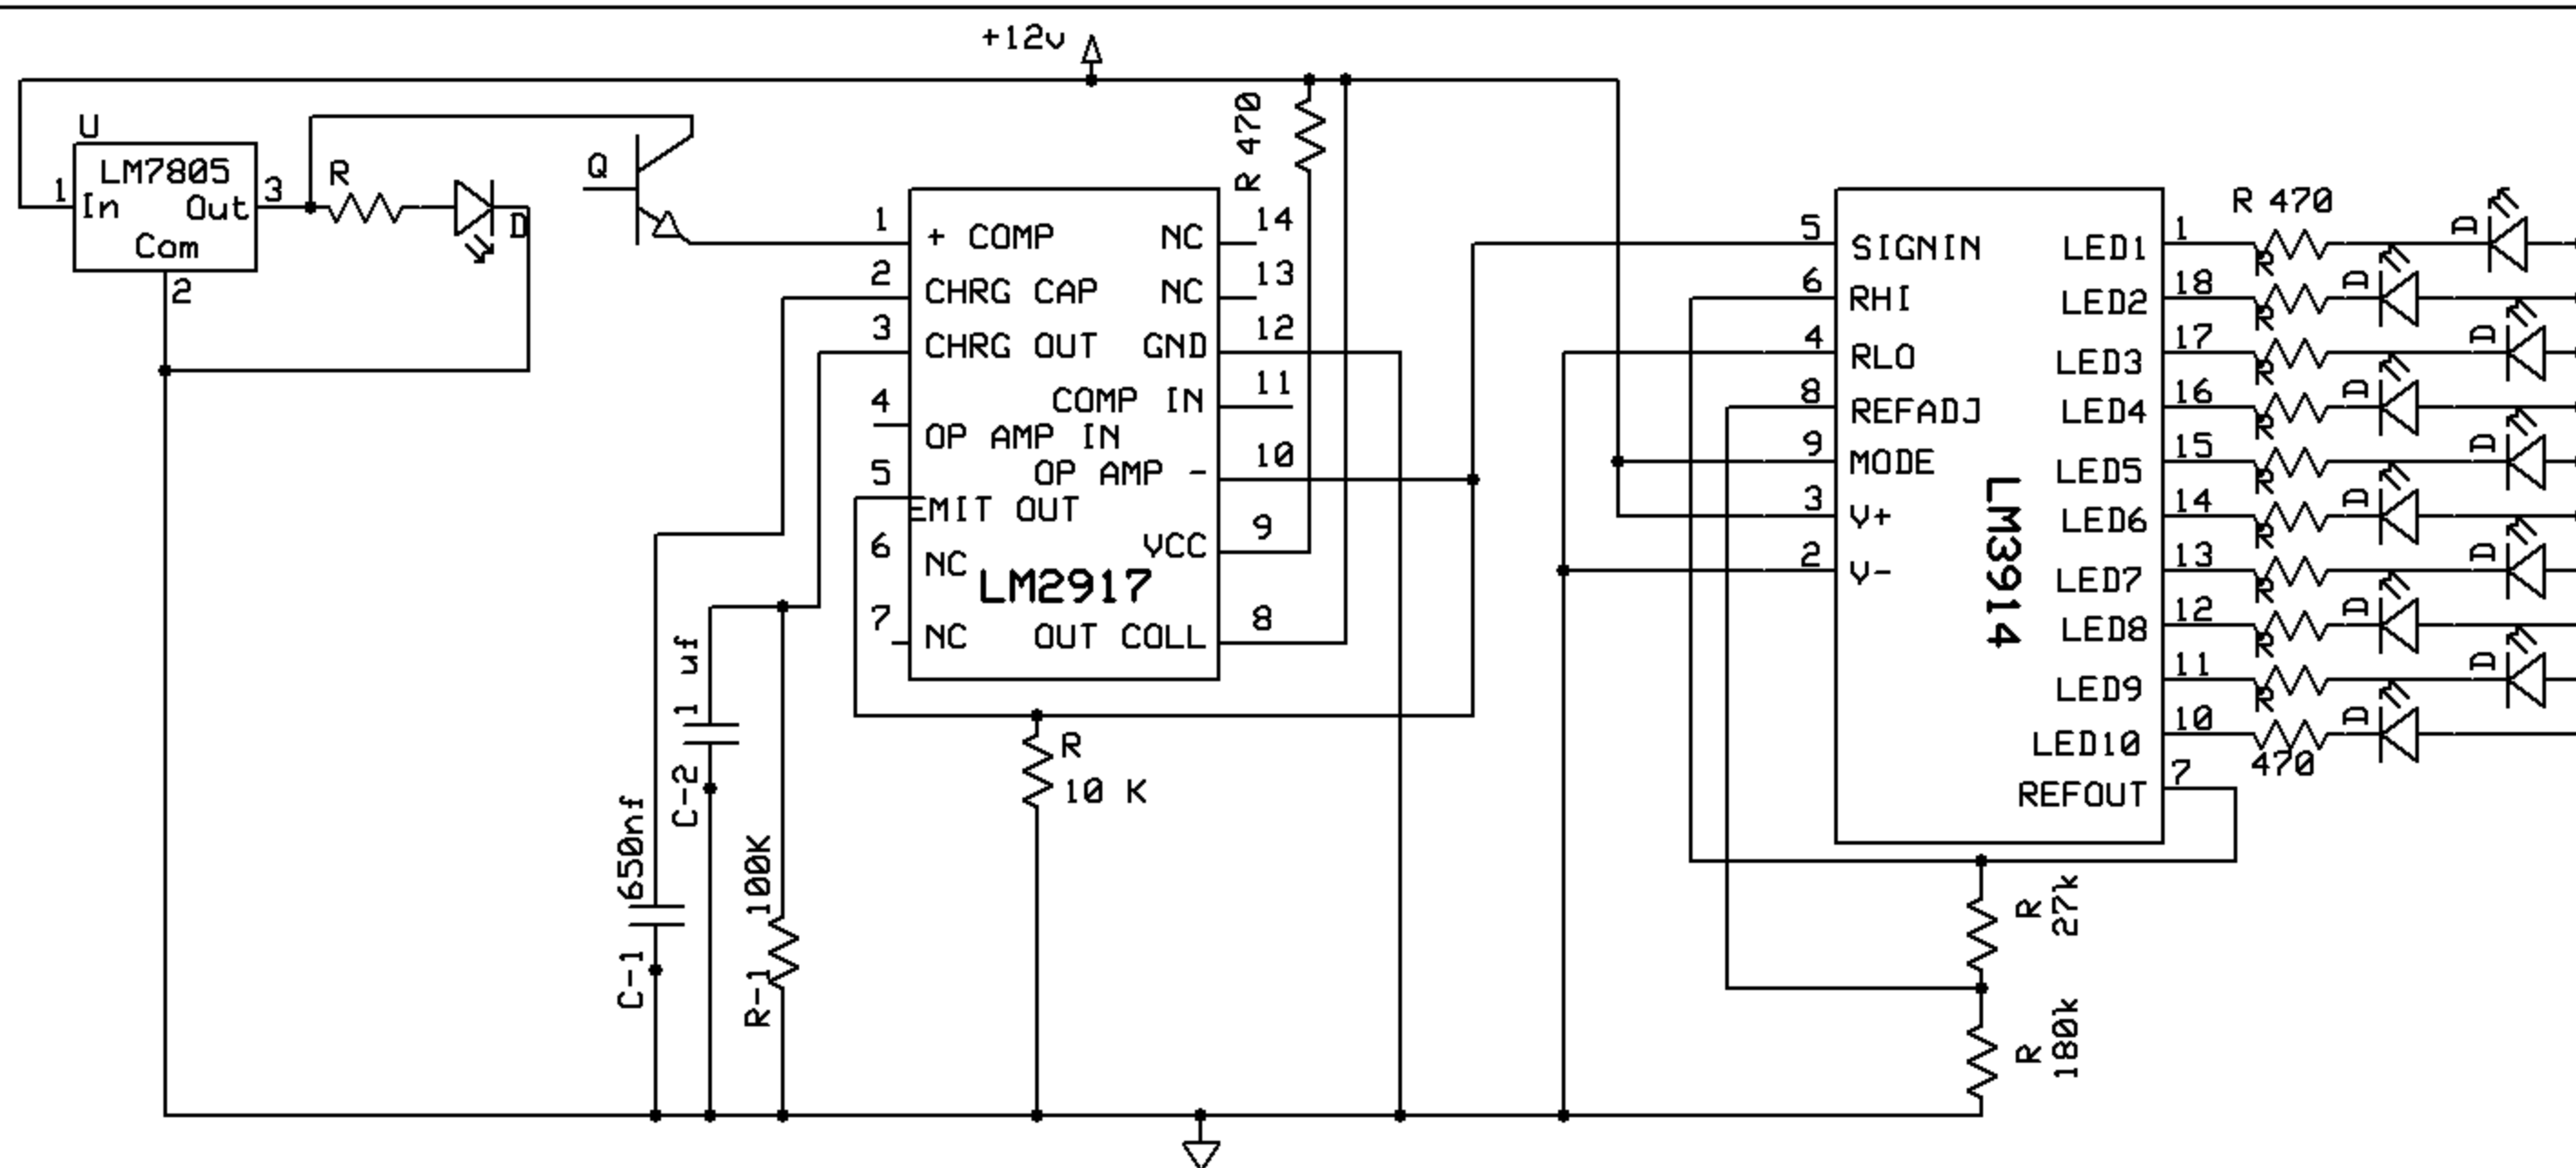 +12v
U
LM7805
1
In
Out
3
Com
2
R
D
Q
R 470
1
+ COMP
NC
14
2
CHRG CAP
NC
13
3
CHRG OUT
GND
12
4
OP AMP IN
COMP IN
11
5
EMIT OUT
OP AMP -
10
6
NC
VCC
9
LM2917
7
NC
OUT COLL
8
C-1 650nf
C-2 1 uf
R-1 100K
R
10 K
5
SIGNIN
6
RHI
4
RLO
8
REFADJ
9
MODE
3
V+
2
V-
LM3914
LED1
1
R 470
D
LED2
18
R
D
LED3
17
R
D
LED4
16
R
D
LED5
15
R
D
LED6
14
R
D
LED7
13
R
D
LED8
12
R
D
LED9
11
R
D
LED10
10
R
D
470
REFOUT
7
R
27k
R
180k